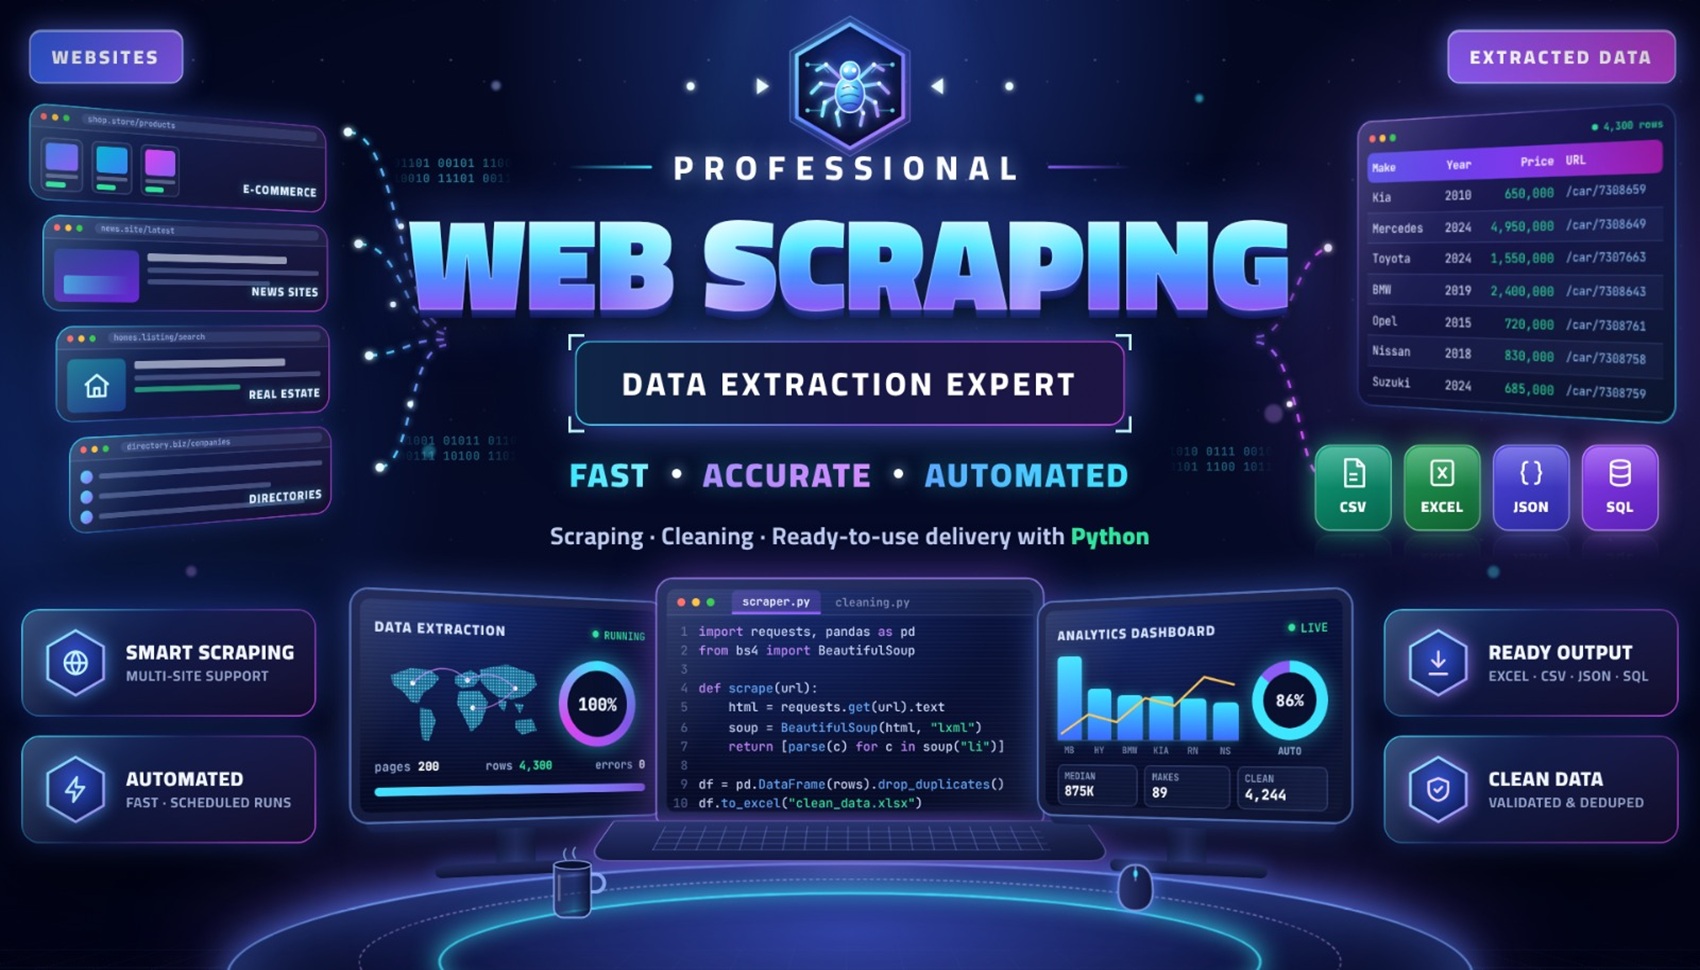 WEBSITES
EXTRACTED DATA
PROFESSIONAL
WEB SCRAPING
DATA EXTRACTION EXPERT
FAST • ACCURATE • AUTOMATED
Scraping · Cleaning · Ready-to-use delivery with Python
shop.store/products
E-COMMERCE
news.site/latest
NEWS SITES
homes.listing/search
REAL ESTATE
directory.biz/companies
DIRECTORIES
4,300 rows
Make Year Price URL
Kia 2010 650,000 /car/7308659
Mercedes 2024 4,950,000 /car/7308649
Toyota 2024 1,550,000 /car/7307663
BMW 2019 2,400,000 /car/7308643
Opel 2015 720,000 /car/7308761
Nissan 2018 830,000 /car/7308758
Suzuki 2024 685,000 /car/7308759
CSV EXCEL JSON SQL
SMART SCRAPING
MULTI-SITE SUPPORT
AUTOMATED
FAST · SCHEDULED RUNS
DATA EXTRACTION
RUNNING
100%
pages 200 rows 4,300 errors 0
scraper.py cleaning.py
1 import requests, pandas as pd
2 from bs4 import BeautifulSoup
3
4 def scrape(url):
5 html = requests.get(url).text
6 soup = BeautifulSoup(html, "lxml")
7 return [parse(c) for c in soup("li")]
8
9 df = pd.DataFrame(rows).drop_duplicates()
10 df.to_excel("clean_data.xlsx")
ANALYTICS DASHBOARD
LIVE
86%
MB HY BMW KIA RN NS
AUTO
MEDIAN MAKES CLEAN
875K 89 4,244
READY OUTPUT
EXCEL · CSV · JSON · SQL
CLEAN DATA
VALIDATED & DEDUPED